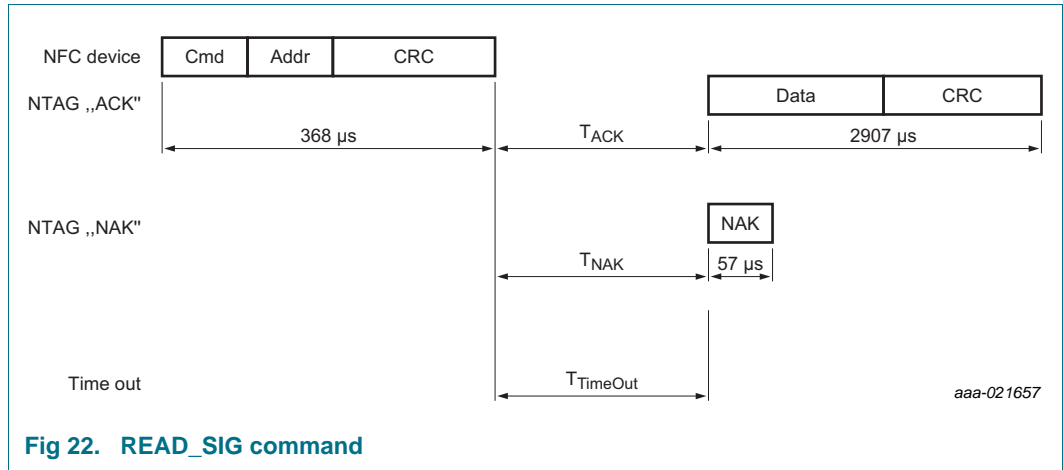 NFC device Cmd Addr CRC
NTAG ,,ACK" Data CRC
368 µs TACK 2907 µs
NTAG ,,NAK" NAK
TNAK 57 µs
Time out TTimeOut aaa-021657
Fig 22. READ_SIG command